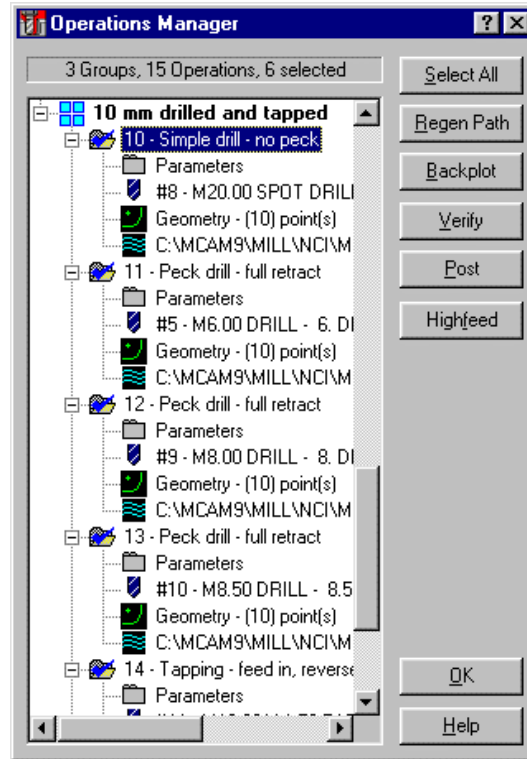 Operations Manager
3 Groups, 15 Operations, 6 selected
Select All
10 mm drilled and tapped
10 - Simple drill - no peck
Regen Path
Parameters
#8 - M20.00 SPOT DRILL
Backplot
Geometry - (10) point(s)
Verify
C:\MCAM9\MILL\NCI\M
11 - Peck drill - full retract
Post
Parameters
#5 - M6.00 DRILL - 6. DI
Highfeed
Geometry - (10) point(s)
C:\MCAM9\MILL\NCI\M
12 - Peck drill - full retract
Parameters
#9 - M8.00 DRILL - 8. DI
Geometry - (10) point(s)
C:\MCAM9\MILL\NCI\M
13 - Peck drill - full retract
Parameters
#10 - M8.50 DRILL - 8.5
Geometry - (10) point(s)
C:\MCAM9\MILL\NCI\M
14 - Tapping - feed in, reverse
OK
Parameters
Help